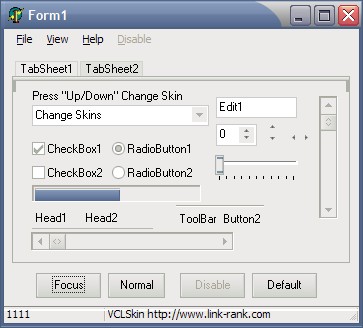 Form1
File View Help Disable
TabSheet1 TabSheet2
Press "Up/Down" Change Skin
Change Skins
Edit1
0
CheckBox1 RadioButton1
CheckBox2 RadioButton2
Head1 Head2 ToolBar Button2
Focus Normal Disable Default
1111 VCLSkin http://www.link-rank.com